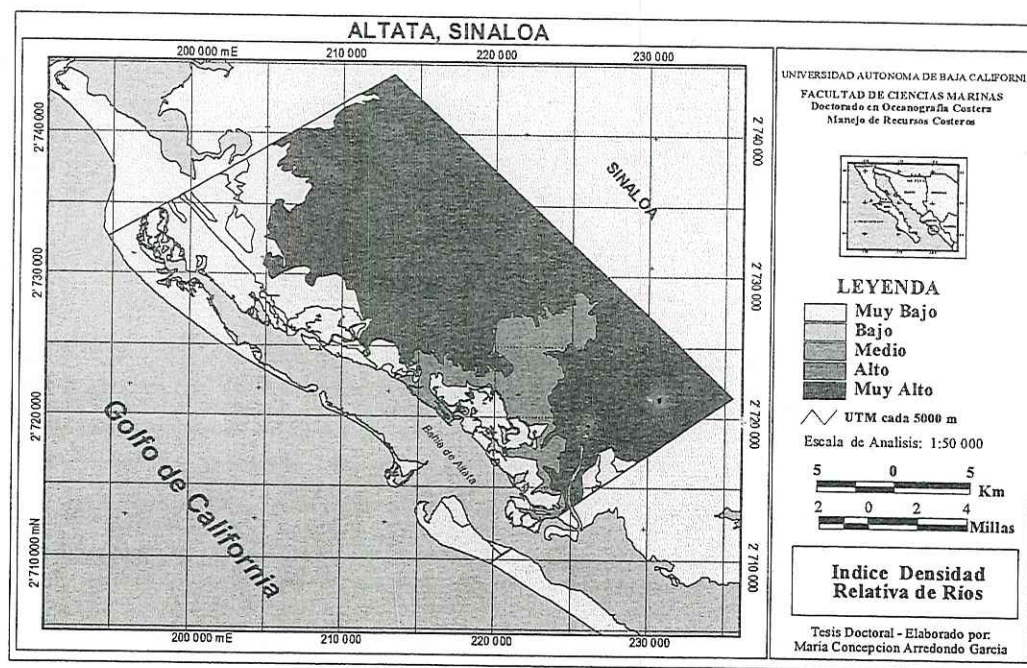 ALTATA, SINALOA
200 000 mE
210 000
220 000
230 000
2'740 000
2'730 000
2'720 000
2'710 000 mN
2'740 000
2'730 000
2'720 000
2'710 000
SINALOA
Bahia de Altata
Golfo de California
200 000 mE
210 000
220 000
230 000
UNIVERSIDAD AUTONOMA DE BAJA CALIFORNI
FACULTAD DE CIENCIAS MARINAS
Doctorado en Oceanografia Costera
Manejo de Recursos Costeros
LEYENDA
Muy Bajo
Bajo
Medio
Alto
Muy Alto
UTM cada 5000 m
Escala de Analisis: 1:50 000
5 0 5
Km
2 0 2 4
Millas
Indice Densidad
Relativa de Rios
Tesis Doctoral - Elaborado por:
Maria Concepcion Arredondo Garcia